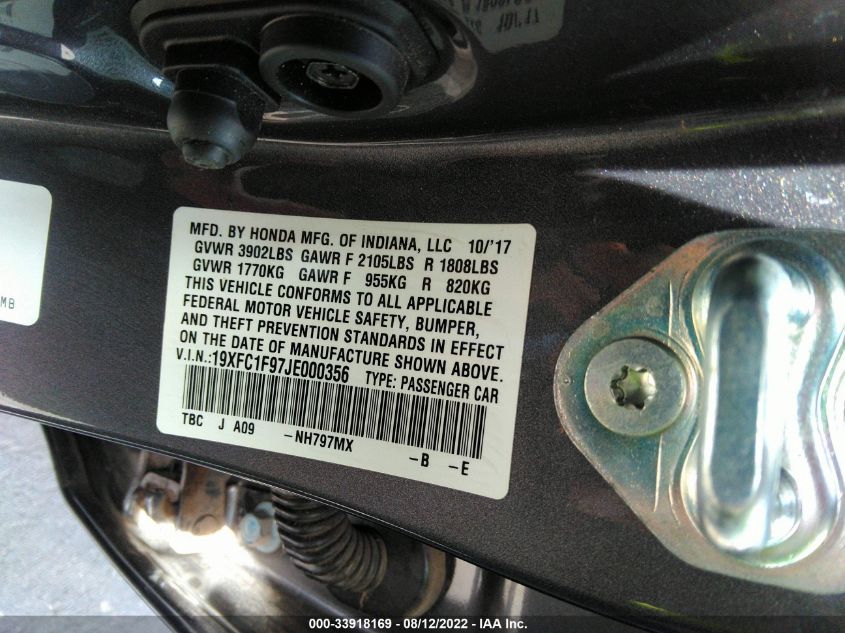 MFD. BY HONDA MFG. OF INDIANA, LLC 10/'17
GVWR 3902LBS GAWR F 2105LBS R 1808LBS
GVWR 1770KG GAWR F 955KG R 820KG
THIS VEHICLE CONFORMS TO ALL APPLICABLE
FEDERAL MOTOR VEHICLE SAFETY, BUMPER,
AND THEFT PREVENTION STANDARDS IN EFFECT
ON THE DATE OF MANUFACTURE SHOWN ABOVE.
V.I.N.:19XFC1F97JE000356 TYPE: PASSENGER CAR
TBC J A09 -NH797MX -B -E
MB
000-33918169 - 08/12/2022 - IAA Inc.